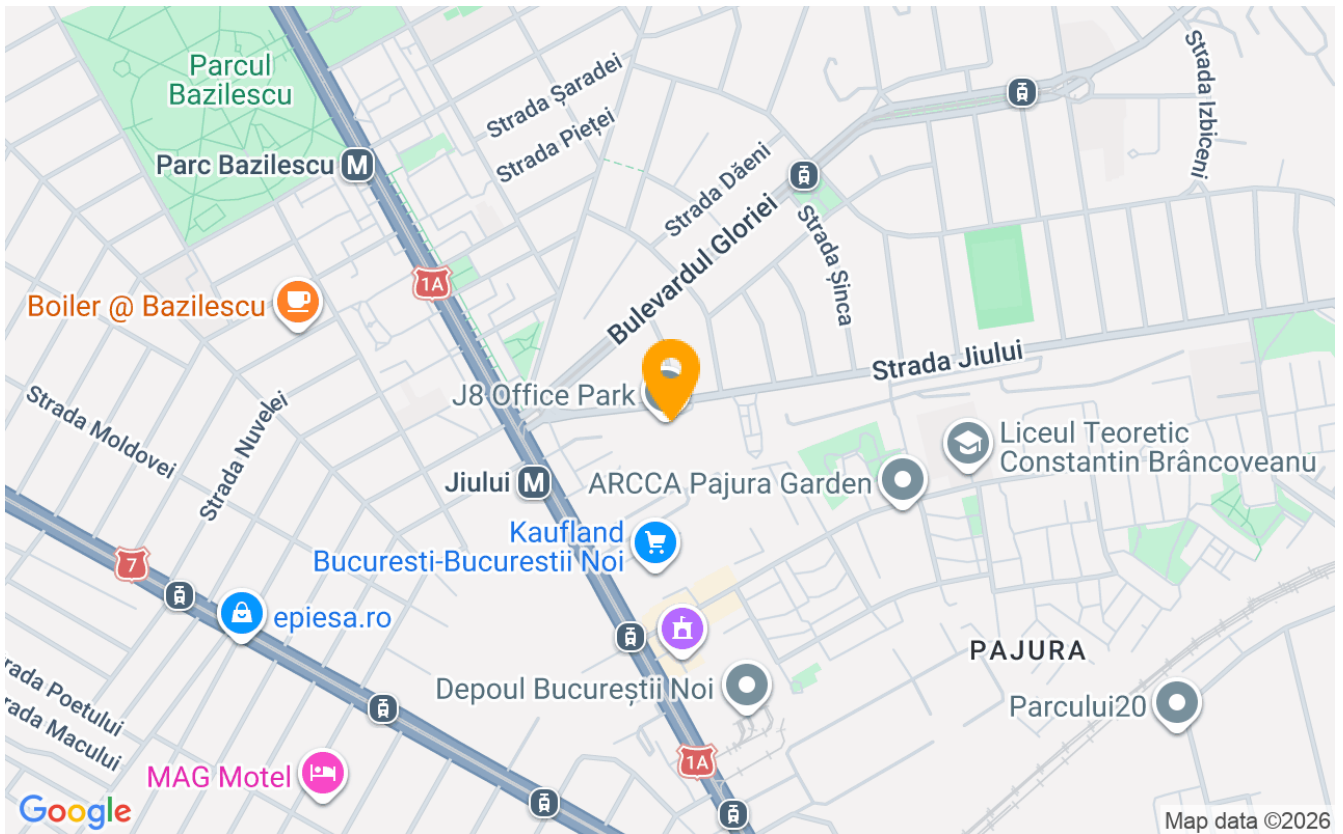 Parcul
Bazilescu
Parc Bazilescu
M
Strada Șaradei
Strada Pieței
Strada Dăeni
Bulevardul Gloriei
Strada Șinca
Strada Izbiceni
1A
Boiler @ Bazilescu
Strada Jiului
J8 Office Park
Strada Moldovei
Strada Nuvelei
Liceul Teoretic
Constantin Brâncoveanu
Jiului
M
ARCCA Pajura Garden
Kaufland
Bucuresti-Bucurestii Noi
7
epiesa.ro
PAJURA
Depoul Bucureștii Noi
Parcului20
rada Poetului
rada Macului
1A
MAG Motel
Google
Map data ©2026